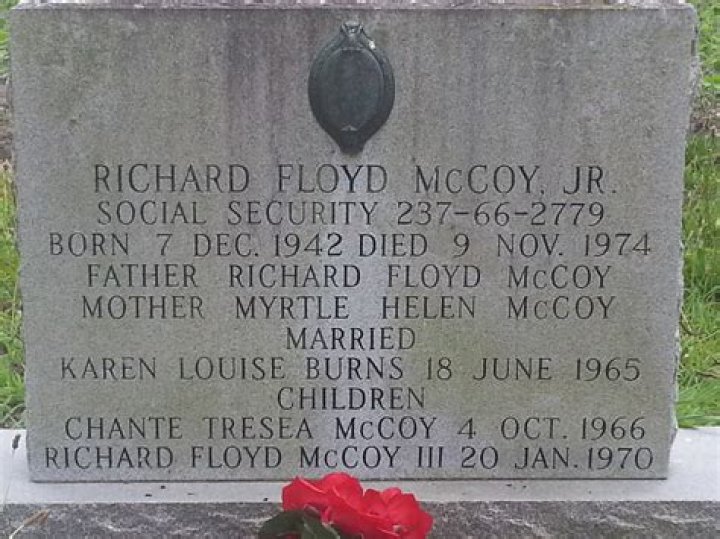 RICHARD FLOYD McCOY, JR.
SOCIAL SECURITY 237-66-2779
BORN 7 DEC. 1942 DIED 9 NOV. 1974
FATHER RICHARD FLOYD McCOY
MOTHER MYRTLE HELEN McCOY
MARRIED
KAREN LOUISE BURNS 18 JUNE 1965
CHILDREN
CHANTE TRESEA McCOY 4 OCT. 1966
RICHARD FLOYD McCOY III 20 JAN. 1970